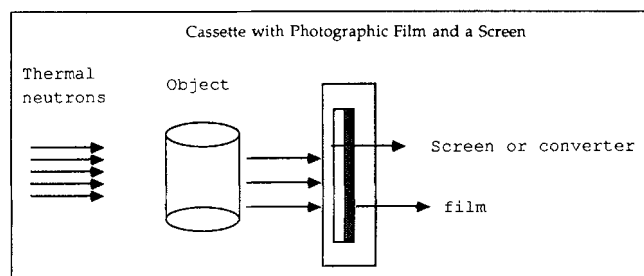 Cassette with Photographic Film and a Screen
Thermal
neutrons
Object
Screen or converter
film